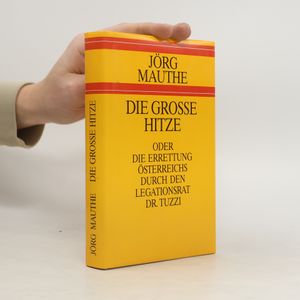 JÖRG
MAUTHE
DIE GROSSE
HITZE
ODER
DIE ERRETTUNG
ÖSTERREICHS
DURCH DEN
LEGATIONSRAT
DR. TUZZI
JÖRG MAUTHE DIE GROSSE HITZE